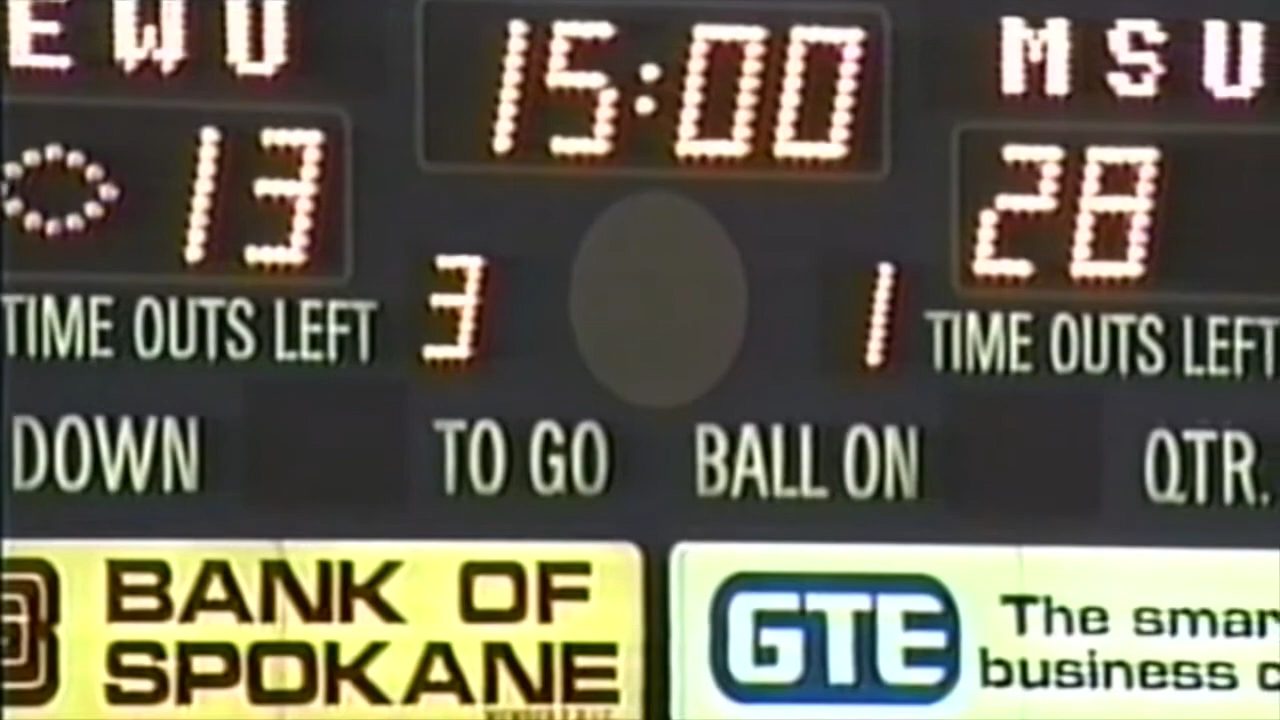 EWU 15:00 MSU
13 28
TIME OUTS LEFT 3 1 TIME OUTS LEFT
DOWN TO GO BALL ON QTR.
BANK OF
SPOKANE
GTE
The smar
business c